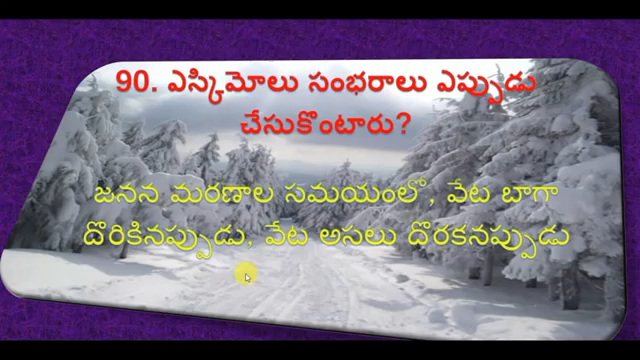 90. ఎస్కిమోలు సంభరాలు ఎప్పుడు
చేసుకొంటారు?
జనన మరణాల సమయంలో, వేట బాగా
దొరికినప్పుడు, వేట అసలు దొరకనప్పుడు